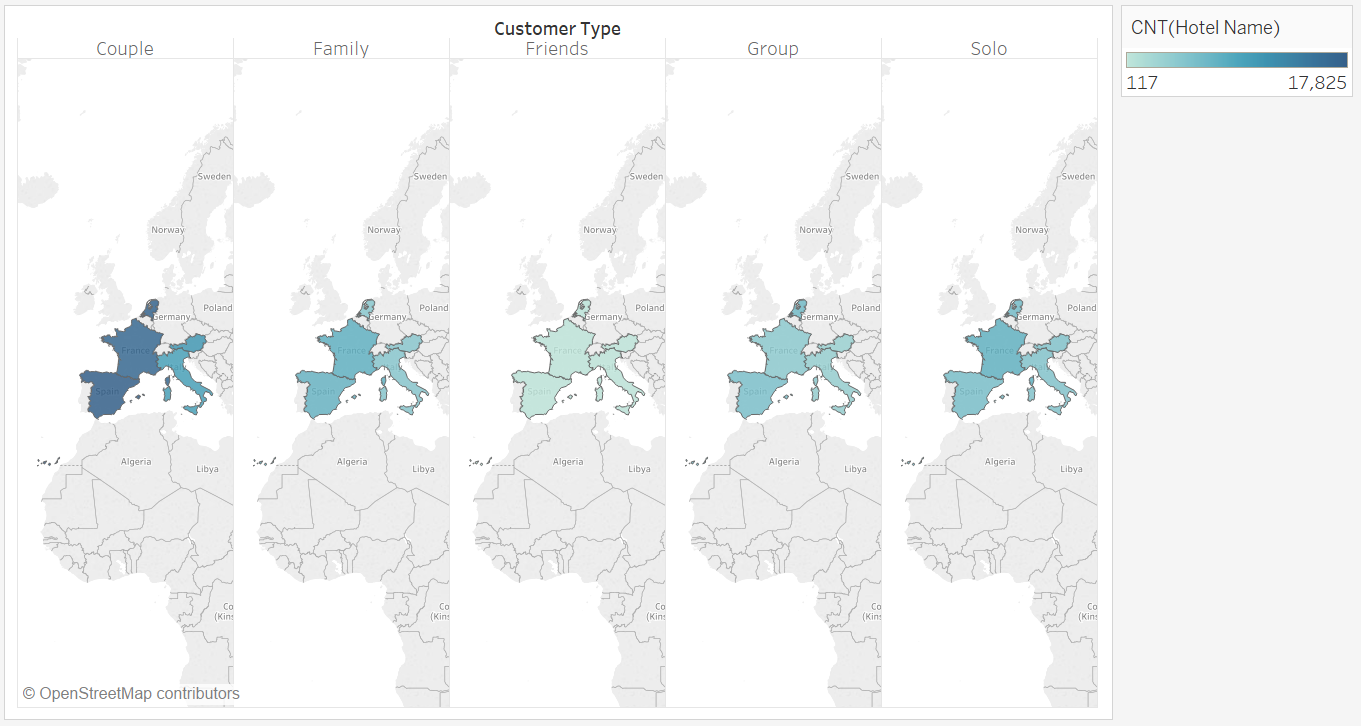 Customer Type
Couple
Family
Friends
Group
Solo
Sweden
Norway
Poland
Germany
France
Spain
Algeria
Libya
Co
(Kins
Sweden
Norway
Poland
Germany
France
Spain
Algeria
Libya
Co
(Kins
Sweden
Norway
Poland
Germany
France
Spain
Algeria
Libya
Co
(Kins
Sweden
Norway
Poland
Germany
France
Spain
Algeria
Libya
Co
(Kins
Sweden
Norway
Poland
Germany
France
Spain
Algeria
Libya
Co
(Kins
© OpenStreetMap contributors
CNT(Hotel Name)
117 17,825